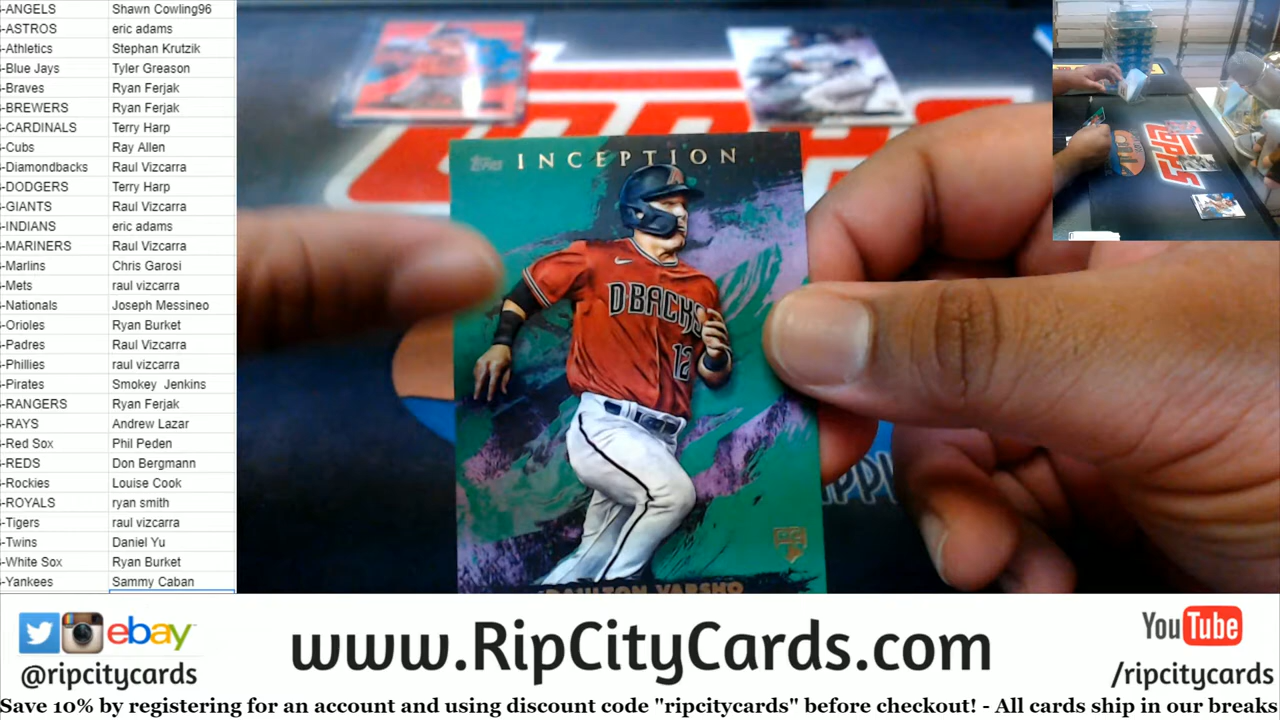 -ANGELS Shawn Cowling96
-ASTROS eric adams
-Athletics Stephan Krutzik
-Blue Jays Tyler Greason
-Braves Ryan Ferjak
-BREWERS Ryan Ferjak
-CARDINALS Terry Harp
-Cubs Ray Allen
-Diamondbacks Raul Vizcarra
-DODGERS Terry Harp
-GIANTS Raul Vizcarra
-INDIANS eric adams
-MARINERS Raul Vizcarra
-Marlins Chris Garosi
-Mets raul vizcarra
-Nationals Joseph Messineo
-Orioles Ryan Burket
-Padres Raul Vizcarra
-Phillies raul vizcarra
-Pirates Smokey Jenkins
-RANGERS Ryan Ferjak
-RAYS Andrew Lazar
-Red Sox Phil Peden
-REDS Don Bergmann
-Rockies Louise Cook
-ROYALS ryan smith
-Tigers raul vizcarra
-Twins Daniel Yu
-White Sox Ryan Burket
-Yankees Sammy Caban
Topps INCEPTION
DBACKS
12
DAULTON VARSHO
TOPPS
ebay
@ripcitycards
www.RipCityCards.com
YouTube
/ripcitycards
Save 10% by registering for an account and using discount code "ripcitycards" before checkout! - All cards ship in our breaks